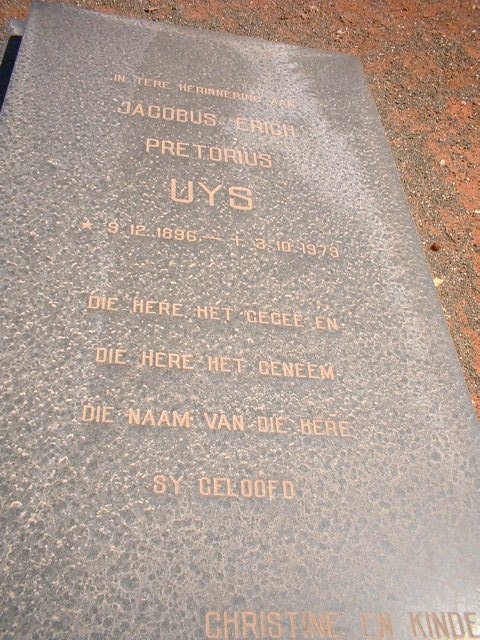 IN TERE HERINNERING AAN
JACOBUS ERICH
PRETORIUS
UYS
* 9.12.1896 — + 3.10.1979
DIE HERE HET GEGEE EN
DIE HERE HET GENEEM.
DIE NAAM VAN DIE HERE
SY GELOOFD
CHRISTINE EN KINDE